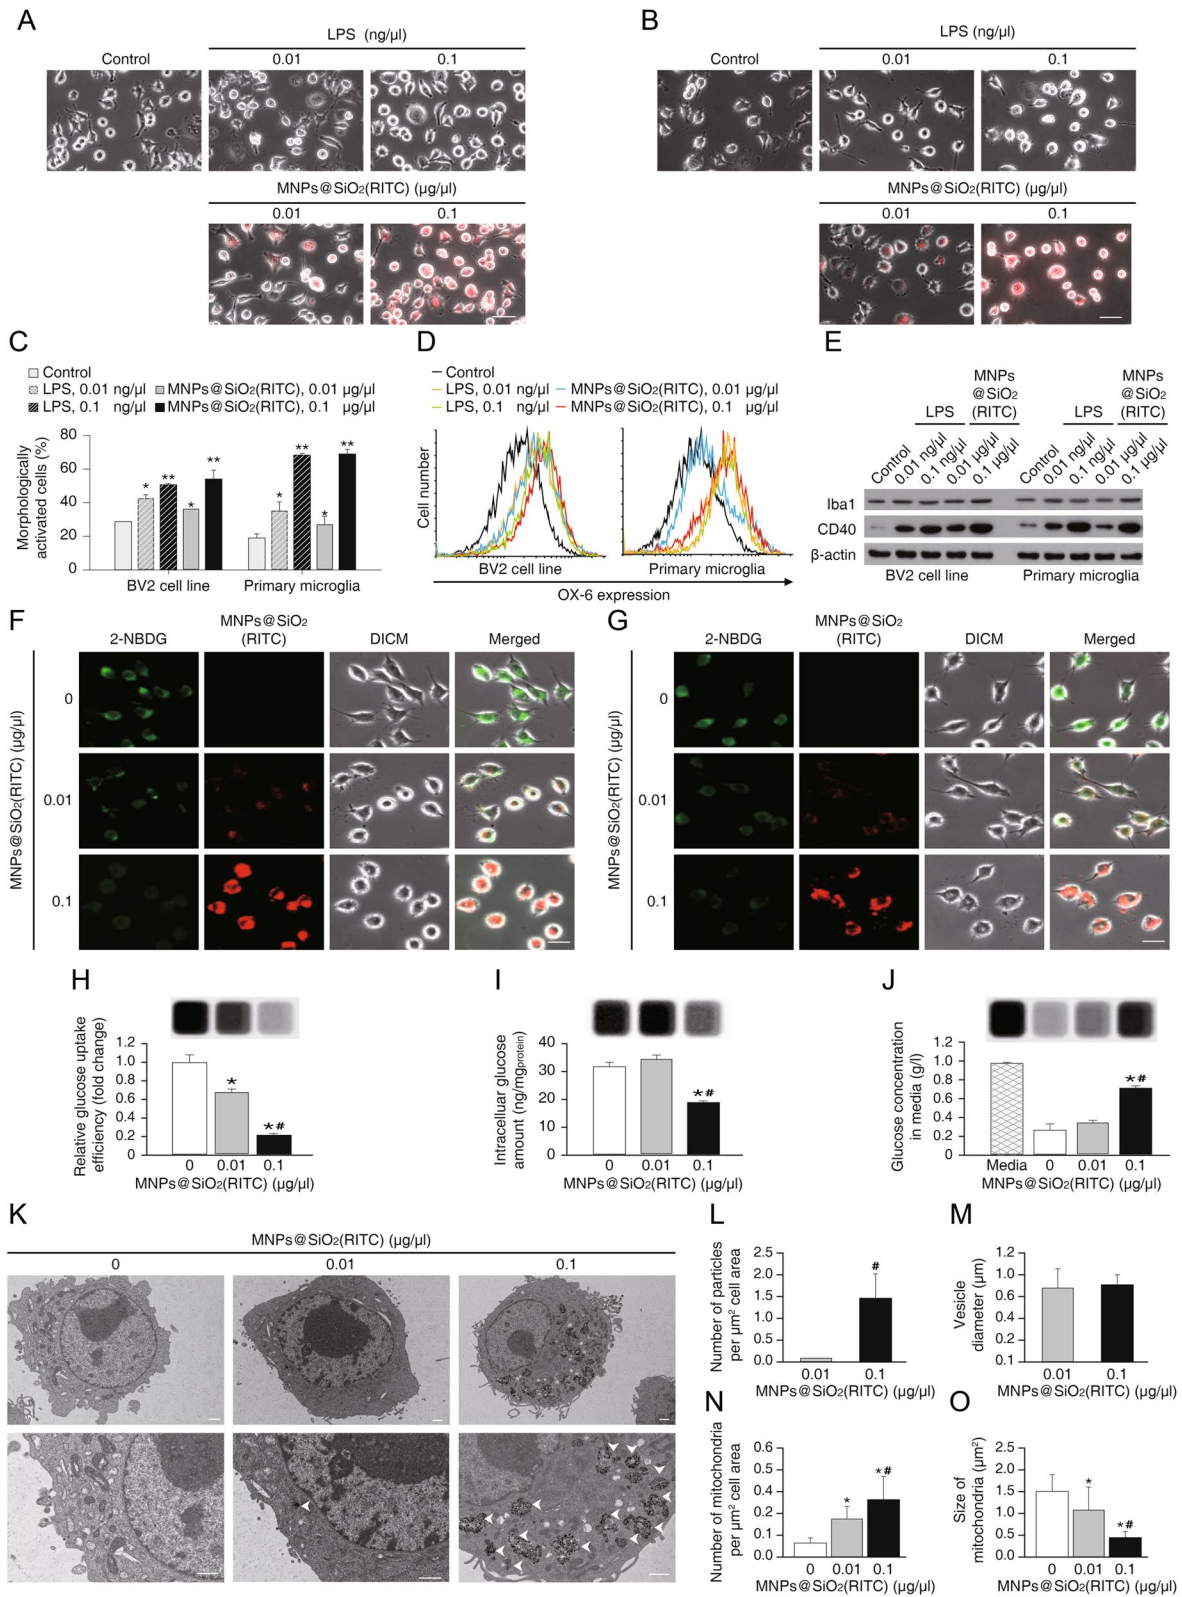 A
LPS (ng/µl)
Control 0.01 0.1
MNPs@SiO2(RITC) (µg/µl)
0.01 0.1
B
LPS (ng/µl)
Control 0.01 0.1
MNPs@SiO2(RITC) (µg/µl)
0.01 0.1
C
Control
LPS, 0.01 ng/µl MNPs@SiO2(RITC), 0.01 µg/µl
LPS, 0.1 ng/µl MNPs@SiO2(RITC), 0.1 µg/µl
Morphologically
activated cells (%)
80
60
40
20
0
* ** * **
* ** * **
BV2 cell line Primary microglia
D
Control
LPS, 0.01 ng/µl MNPs@SiO2(RITC), 0.01 µg/µl
LPS, 0.1 ng/µl MNPs@SiO2(RITC), 0.1 µg/µl
Cell number
BV2 cell line Primary microglia
OX-6 expression
E
MNPs
@SiO2
(RITC)
LPS
Control
0.01 ng/µl
0.1 ng/µl
0.01 µg/µl
0.1 µg/µl
MNPs
@SiO2
(RITC)
LPS
Control
0.01 ng/µl
0.1 ng/µl
0.01 µg/µl
0.1 µg/µl
Iba1
CD40
β-actin
BV2 cell line Primary microglia
F
2-NBDG
MNPs@SiO2
(RITC)
DICM
Merged
MNPs@SiO2(RITC) (µg/µl)
0
0.01
0.1
G
2-NBDG
MNPs@SiO2
(RITC)
DICM
Merged
MNPs@SiO2(RITC) (µg/µl)
0
0.01
0.1
H
Relative glucose uptake
efficiency (fold change)
1.2
1.0
0.8
0.6
0.4
0.2
0
*
*#
0 0.01 0.1
MNPs@SiO2(RITC) (µg/µl)
I
Intracelluar glucose
amount (ng/mgprotein)
40
30
20
10
0
*#
0 0.01 0.1
MNPs@SiO2(RITC) (µg/µl)
J
Glucose concentration
in media (g/l)
1.2
1.0
0.8
0.6
0.4
0.2
0
*#
Media 0 0.01 0.1
MNPs@SiO2(RITC) (µg/µl)
K
MNPs@SiO2(RITC) (µg/µl)
0 0.01 0.1
L
Number of particles
per µm² cell area
2.5
2.0
1.5
1.0
0.5
0.0
#
0.01 0.1
MNPs@SiO2(RITC) (µg/µl)
M
Vesicle
diameter (µm)
1.2
1.0
0.6
0.4
0.2
0.1
0.01 0.1
MNPs@SiO2(RITC) (µg/µl)
N
Number of mitochondria
per µm² cell area
0.6
0.4
0.3
0.2
0.1
0.0
*
*#
0 0.01 0.1
MNPs@SiO2(RITC) (µg/µl)
O
Size of
mitochondria (µm²)
2.5
2.0
1.5
1.0
0.5
0.0
*
*#
0 0.01 0.1
MNPs@SiO2(RITC) (µg/µl)